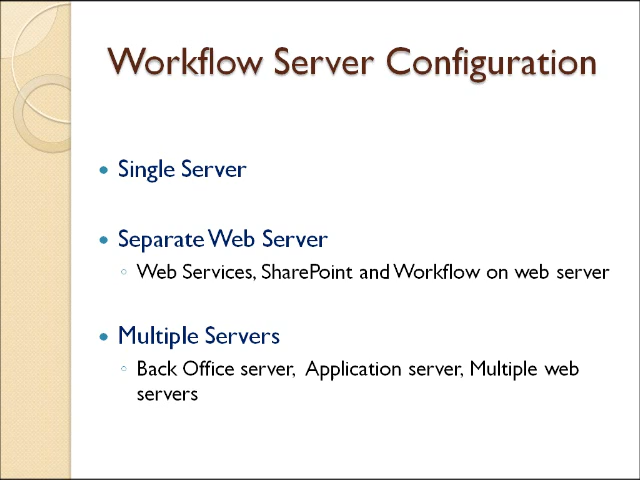 Workflow Server Configuration
Single Server
Separate Web Server
Web Services, SharePoint and Workflow on web server
Multiple Servers
Back Office server, Application server, Multiple web
servers